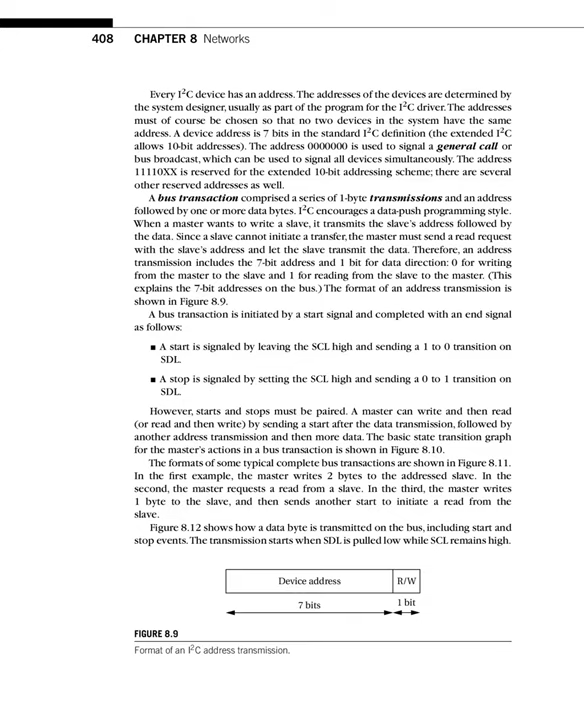 408 CHAPTER 8 Networks
Every I²C device has an address. The addresses of the devices are determined by
the system designer, usually as part of the program for the I²C driver. The addresses
must of course be chosen so that no two devices in the system have the same
address. A device address is 7 bits in the standard I²C definition (the extended I²C
allows 10-bit addresses). The address 0000000 is used to signal a general call or
bus broadcast, which can be used to signal all devices simultaneously. The address
11110XX is reserved for the extended 10-bit addressing scheme; there are several
other reserved addresses as well.
A bus transaction comprised a series of 1-byte transmissions and an address
followed by one or more data bytes. I²C encourages a data-push programming style.
When a master wants to write a slave, it transmits the slave's address followed by
the data. Since a slave cannot initiate a transfer, the master must send a read request
with the slave's address and let the slave transmit the data. Therefore, an address
transmission includes the 7-bit address and 1 bit for data direction: 0 for writing
from the master to the slave and 1 for reading from the slave to the master. (This
explains the 7-bit addresses on the bus.) The format of an address transmission is
shown in Figure 8.9.
A bus transaction is initiated by a start signal and completed with an end signal
as follows:
■ A start is signaled by leaving the SCL high and sending a 1 to 0 transition on
SDL.
■ A stop is signaled by setting the SCL high and sending a 0 to 1 transition on
SDL.
However, starts and stops must be paired. A master can write and then read
(or read and then write) by sending a start after the data transmission, followed by
another address transmission and then more data. The basic state transition graph
for the master's actions in a bus transaction is shown in Figure 8.10.
The formats of some typical complete bus transactions are shown in Figure 8.11.
In the first example, the master writes 2 bytes to the addressed slave. In the
second, the master requests a read from a slave. In the third, the master writes
1 byte to the slave, and then sends another start to initiate a read from the
slave.
Figure 8.12 shows how a data byte is transmitted on the bus, including start and
stop events. The transmission starts when SDL is pulled low while SCL remains high.
Device address R/W
7 bits 1 bit
FIGURE 8.9
Format of an I²C address transmission.